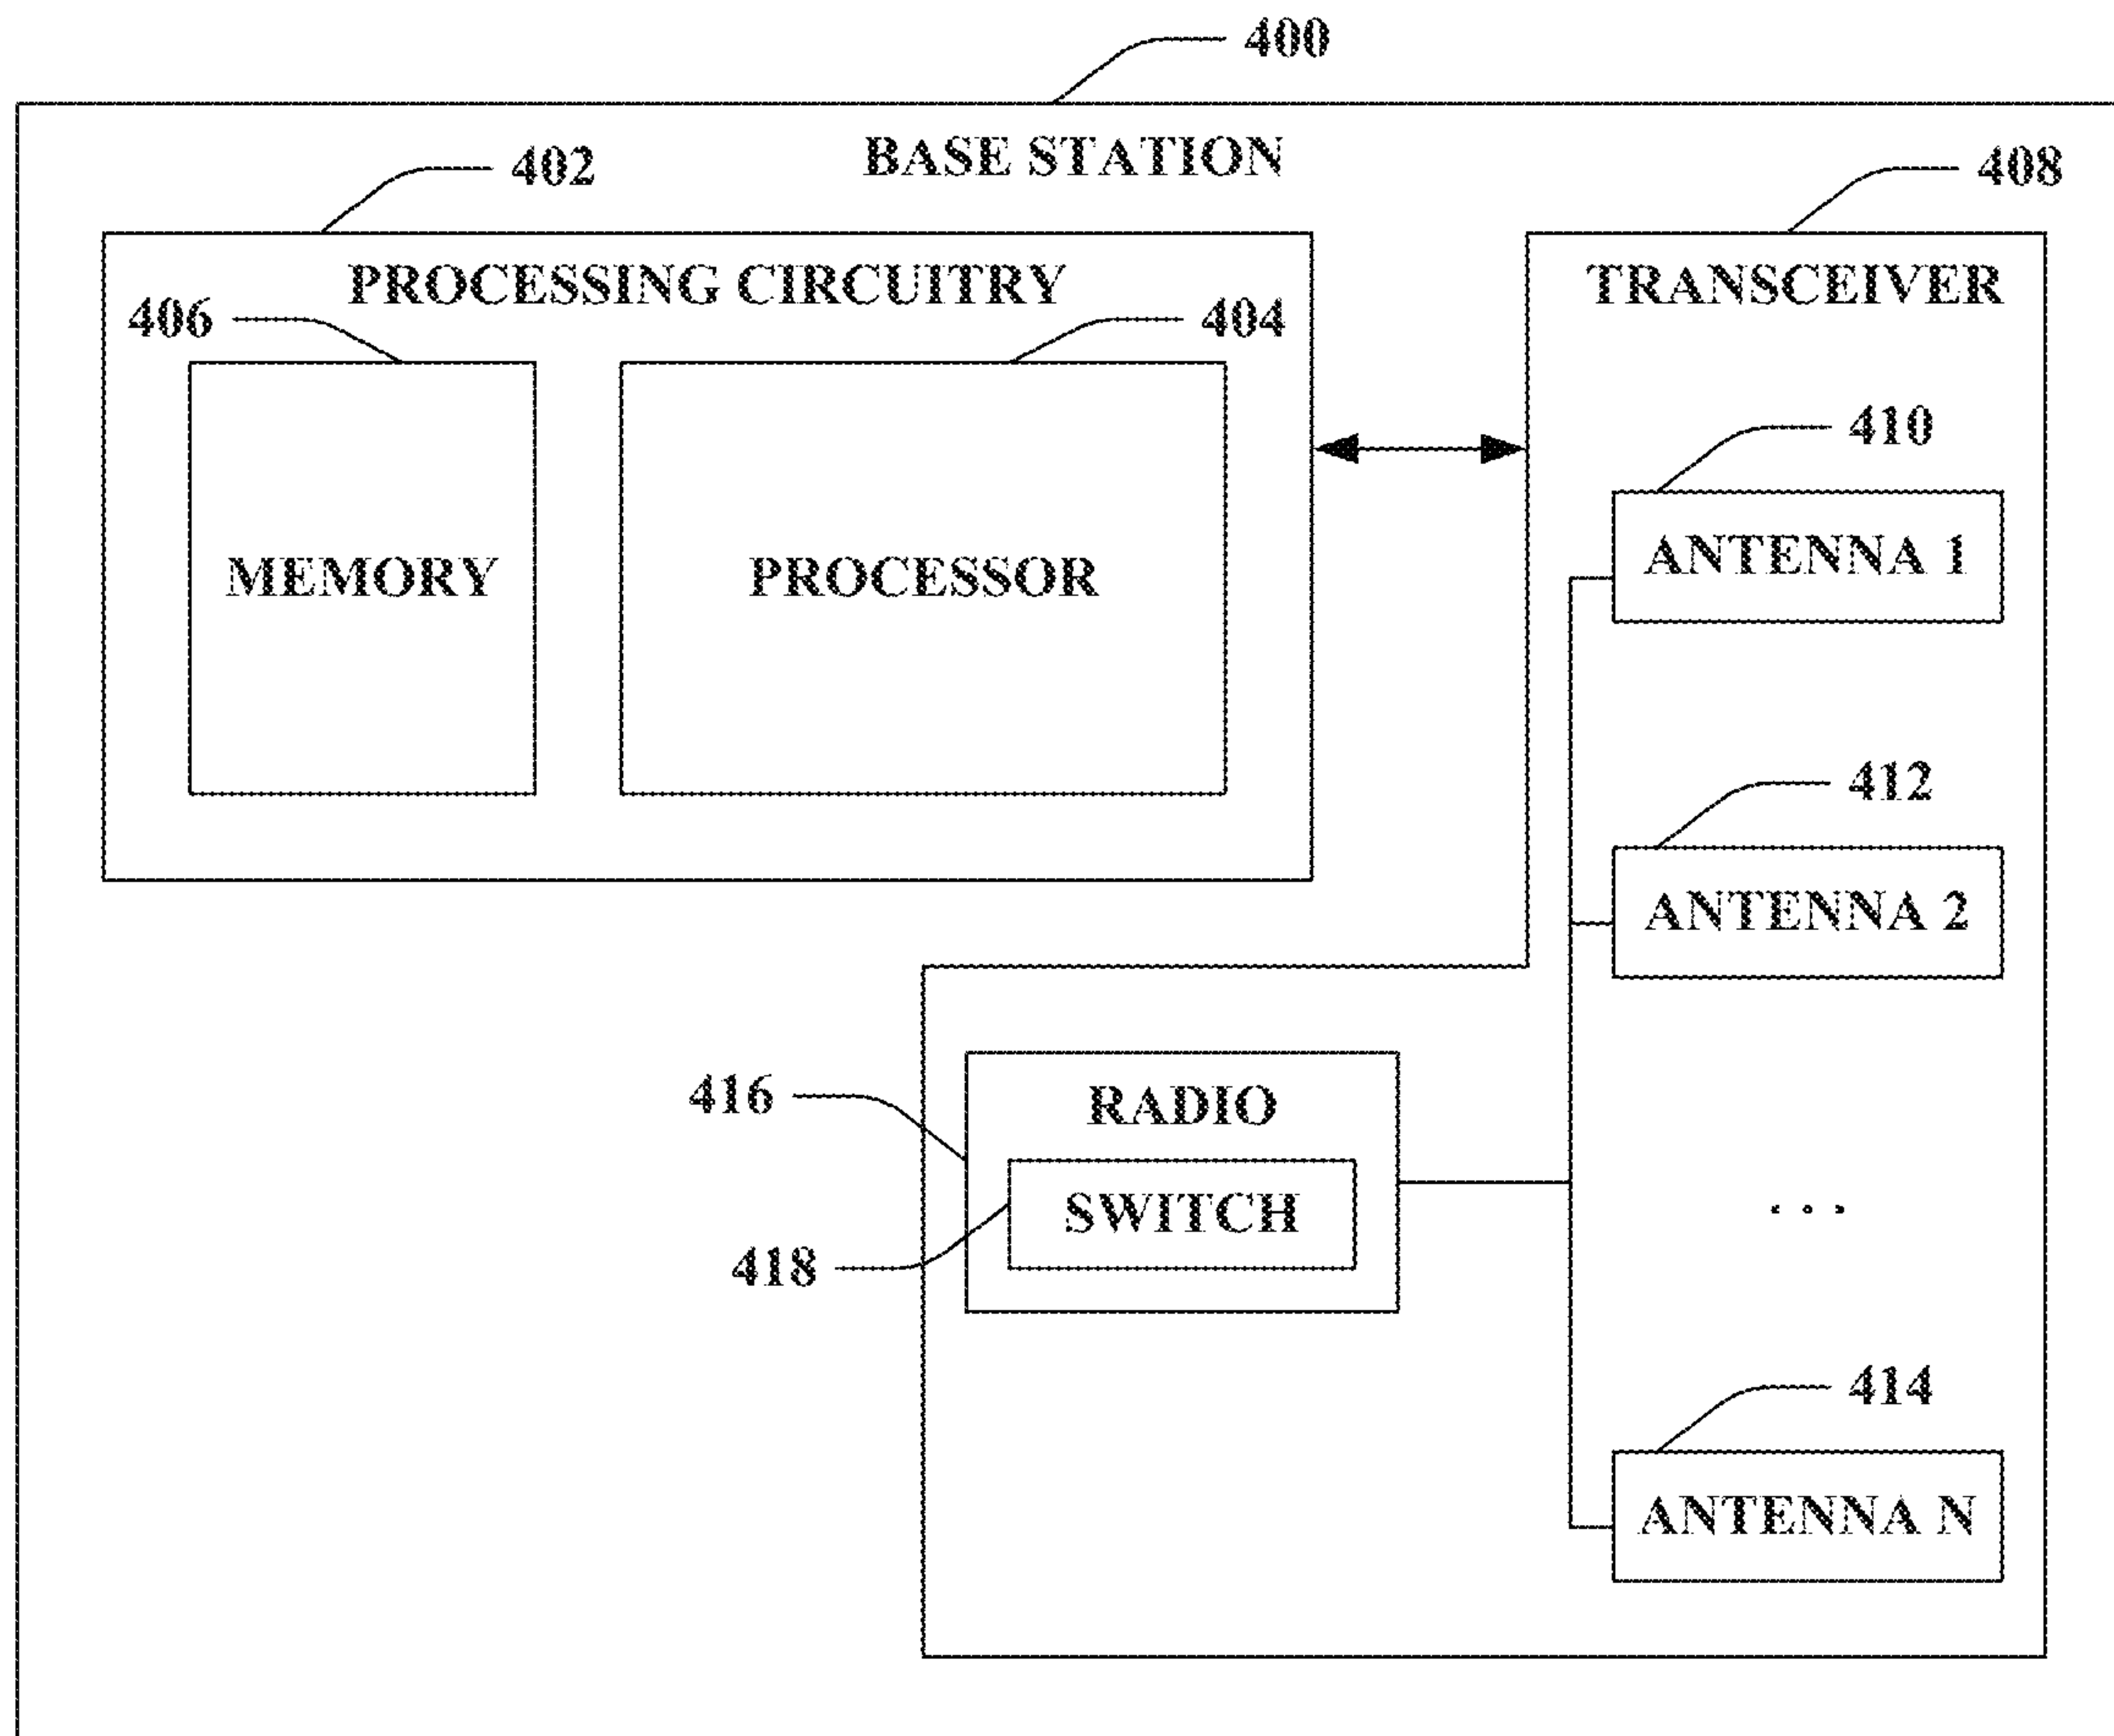 400
BASE STATION
402
408
PROCESSING CIRCUITRY
TRANSCEIVER
406
404
410
MEMORY
PROCESSOR
ANTENNA 1
412
ANTENNA 2
416
RADIO
SWITCH
418
...
414
ANTENNA N